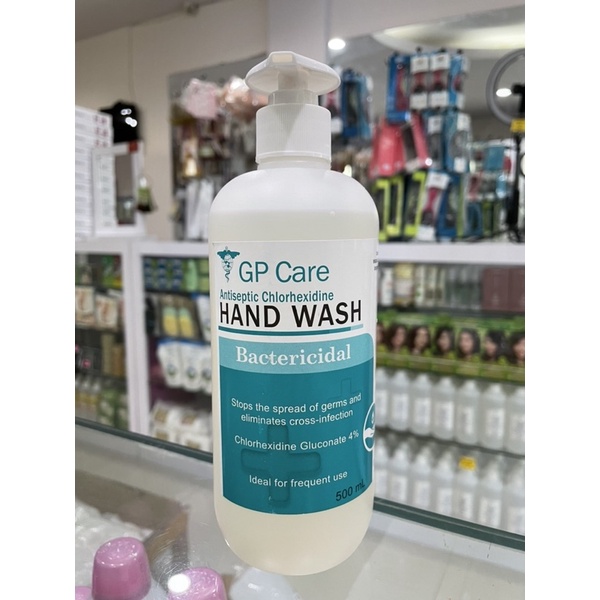 GP Care
Antiseptic Chlorhexidine
HAND WASH
Bactericidal
Stops the spread of germs and
eliminates cross-infection
Chlorhexidine Gluconate 4%
Ideal for frequent use
500 mL